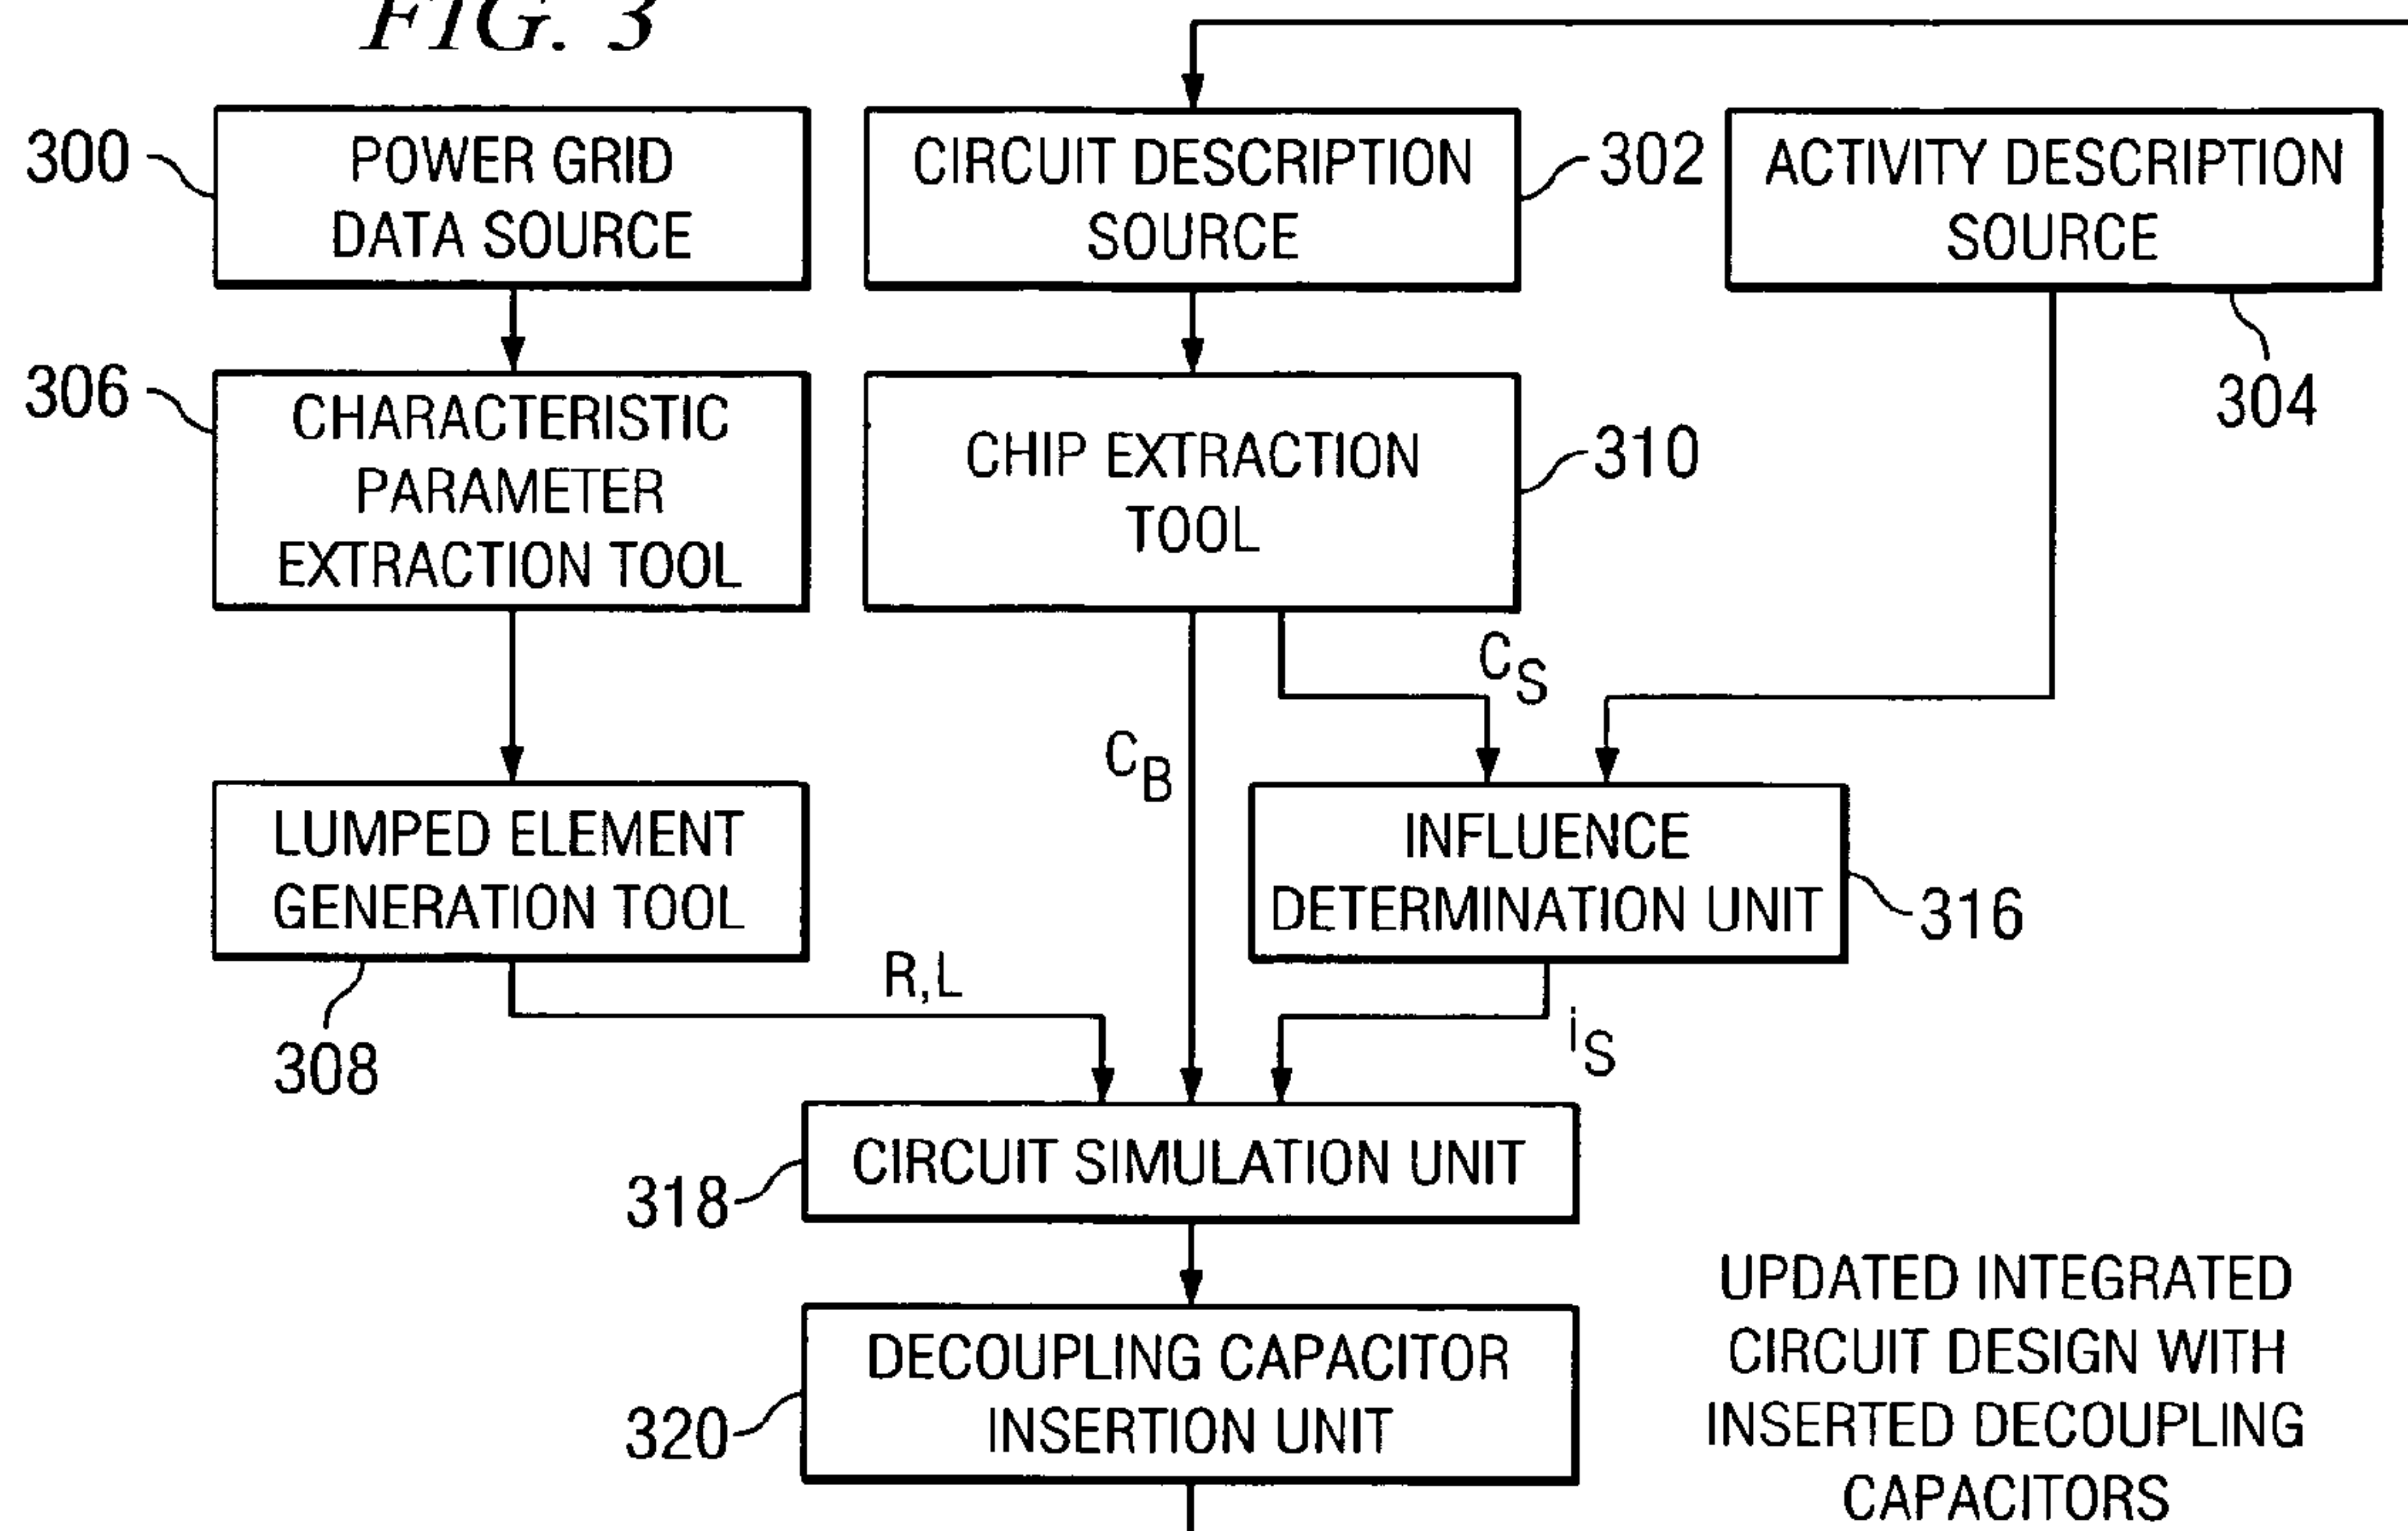 FIG. 3
300
POWER GRID
DATA SOURCE
CIRCUIT DESCRIPTION
SOURCE
302
ACTIVITY DESCRIPTION
SOURCE
304
306
CHARACTERISTIC
PARAMETER
EXTRACTION TOOL
CHIP EXTRACTION
TOOL
310
CS
CB
LUMPED ELEMENT
GENERATION TOOL
308
INFLUENCE
DETERMINATION UNIT
316
R,L
iS
CIRCUIT SIMULATION UNIT
318
DECOUPLING CAPACITOR
INSERTION UNIT
320
UPDATED INTEGRATED
CIRCUIT DESIGN WITH
INSERTED DECOUPLING
CAPACITORS